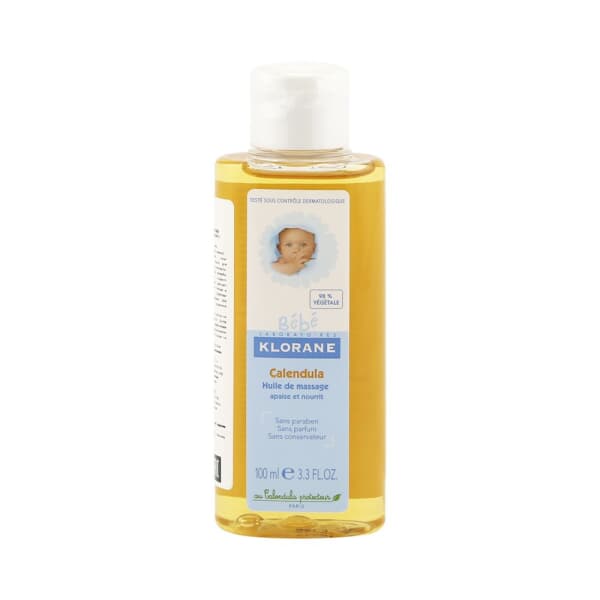 TESTÉ SOUS CONTRÔLE DERMATOLOGIQUE
98 %
VÉGÉTALE
Bébé
LABORATOIRES
KLORANE
Calendula
Huile de massage
apaise et nourrit
Sans paraben
Sans parfum
Sans conservateur
100 ml e 3.3 FL.OZ.
au Calendula protecteur
PARIS